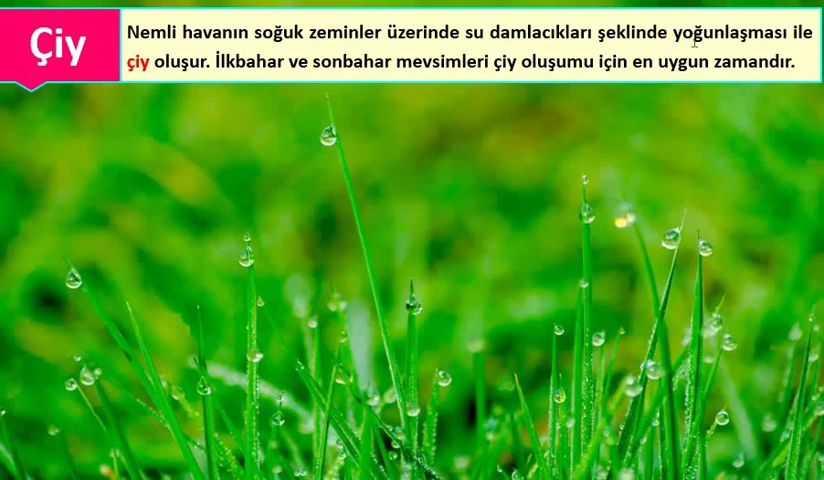 Çiy
Nemli havanın soğuk zeminler üzerinde su damlacıkları şeklinde yoğunlaşması ile
çiy oluşur. İlkbahar ve sonbahar mevsimleri çiy oluşumu için en uygun zamandır.